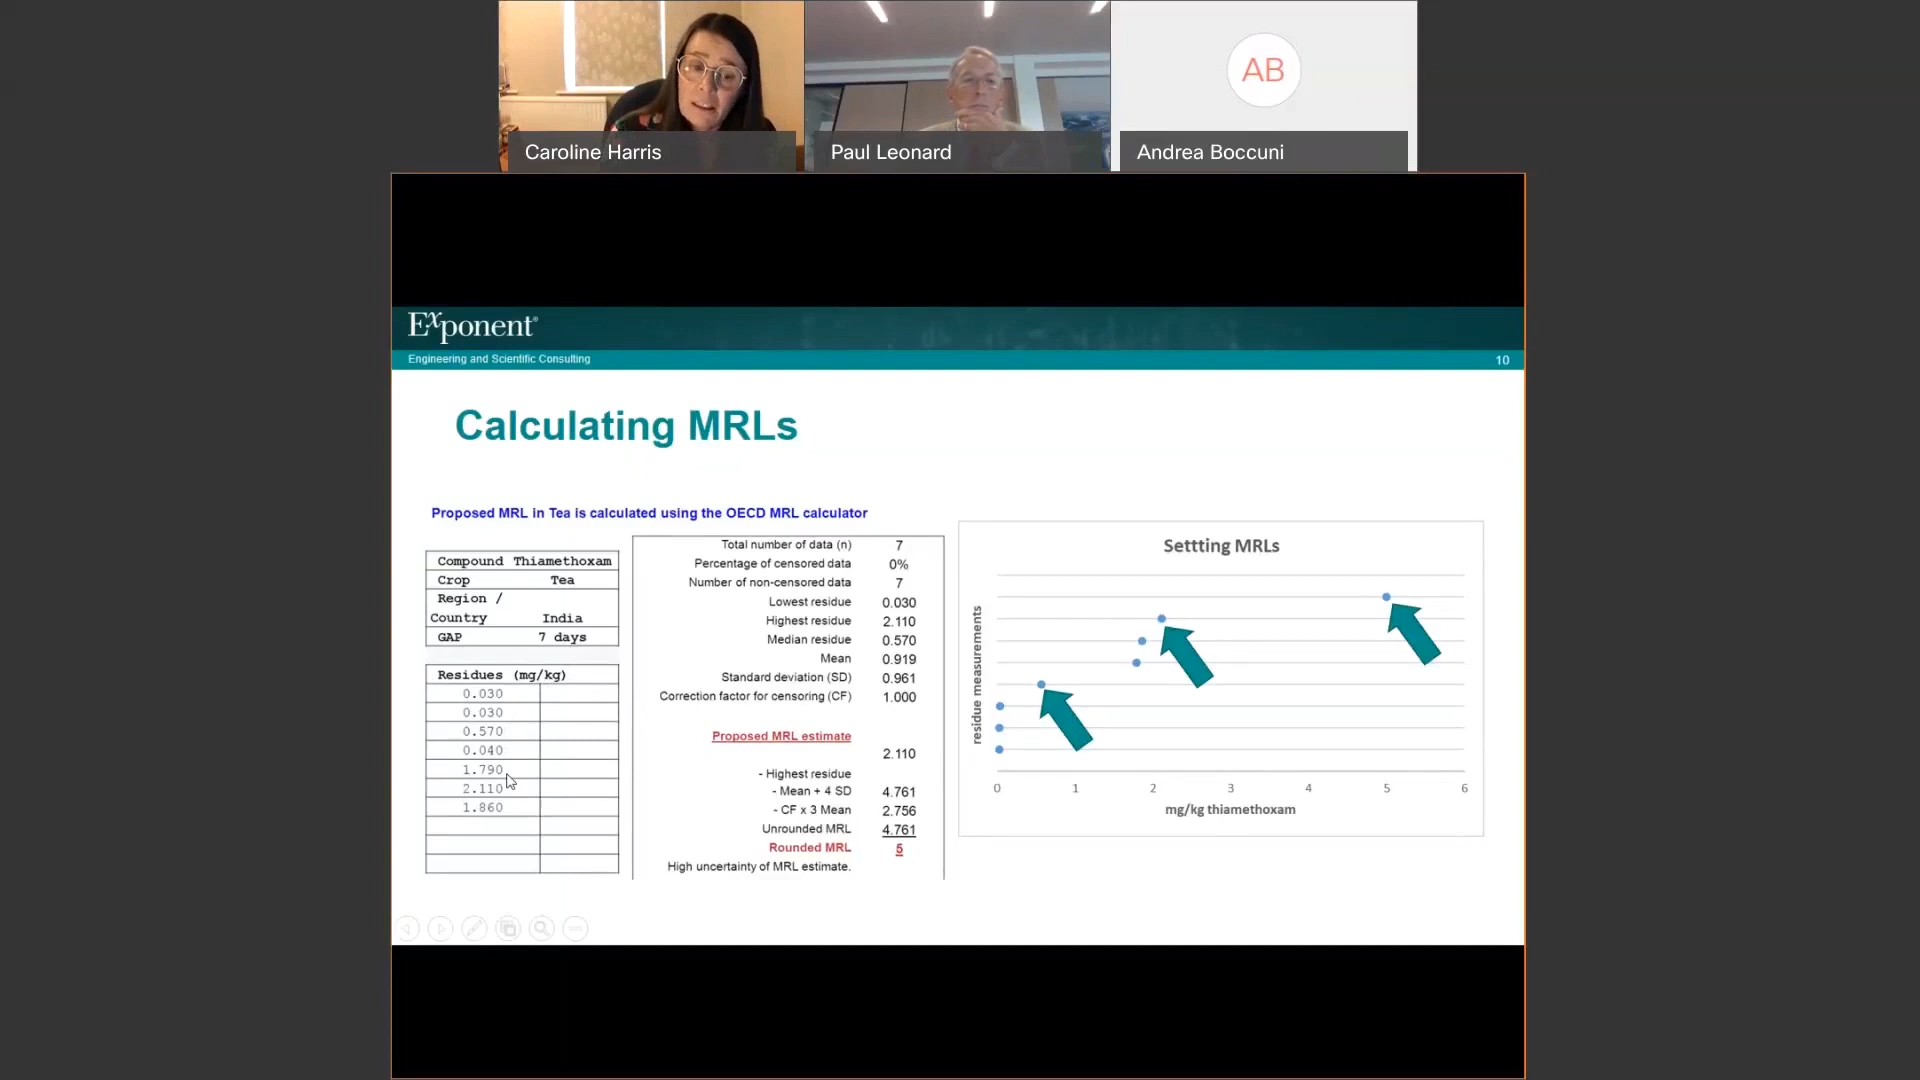 Caroline Harris
Paul Leonard
AB
Andrea Boccuni
Exponent®
Engineering and Scientific Consulting
10
Calculating MRLs
Proposed MRL in Tea is calculated using the OECD MRL calculator
Compound Thiamethoxam
Crop Tea
Region /
Country India
GAP 7 days
Residues (mg/kg)
0.030
0.030
0.570
0.040
1.790
2.110
1.860
Total number of data (n) 7
Percentage of censored data 0%
Number of non-censored data 7
Lowest residue 0.030
Highest residue 2.110
Median residue 0.570
Mean 0.919
Standard deviation (SD) 0.961
Correction factor for censoring (CF) 1.000
Proposed MRL estimate
2.110
- Highest residue
- Mean + 4 SD 4.761
- CF x 3 Mean 2.756
Unrounded MRL 4.761
Rounded MRL 5
High uncertainty of MRL estimate.
Settting MRLs
residue measurements
0 1 2 3 4 5 6
mg/kg thiamethoxam